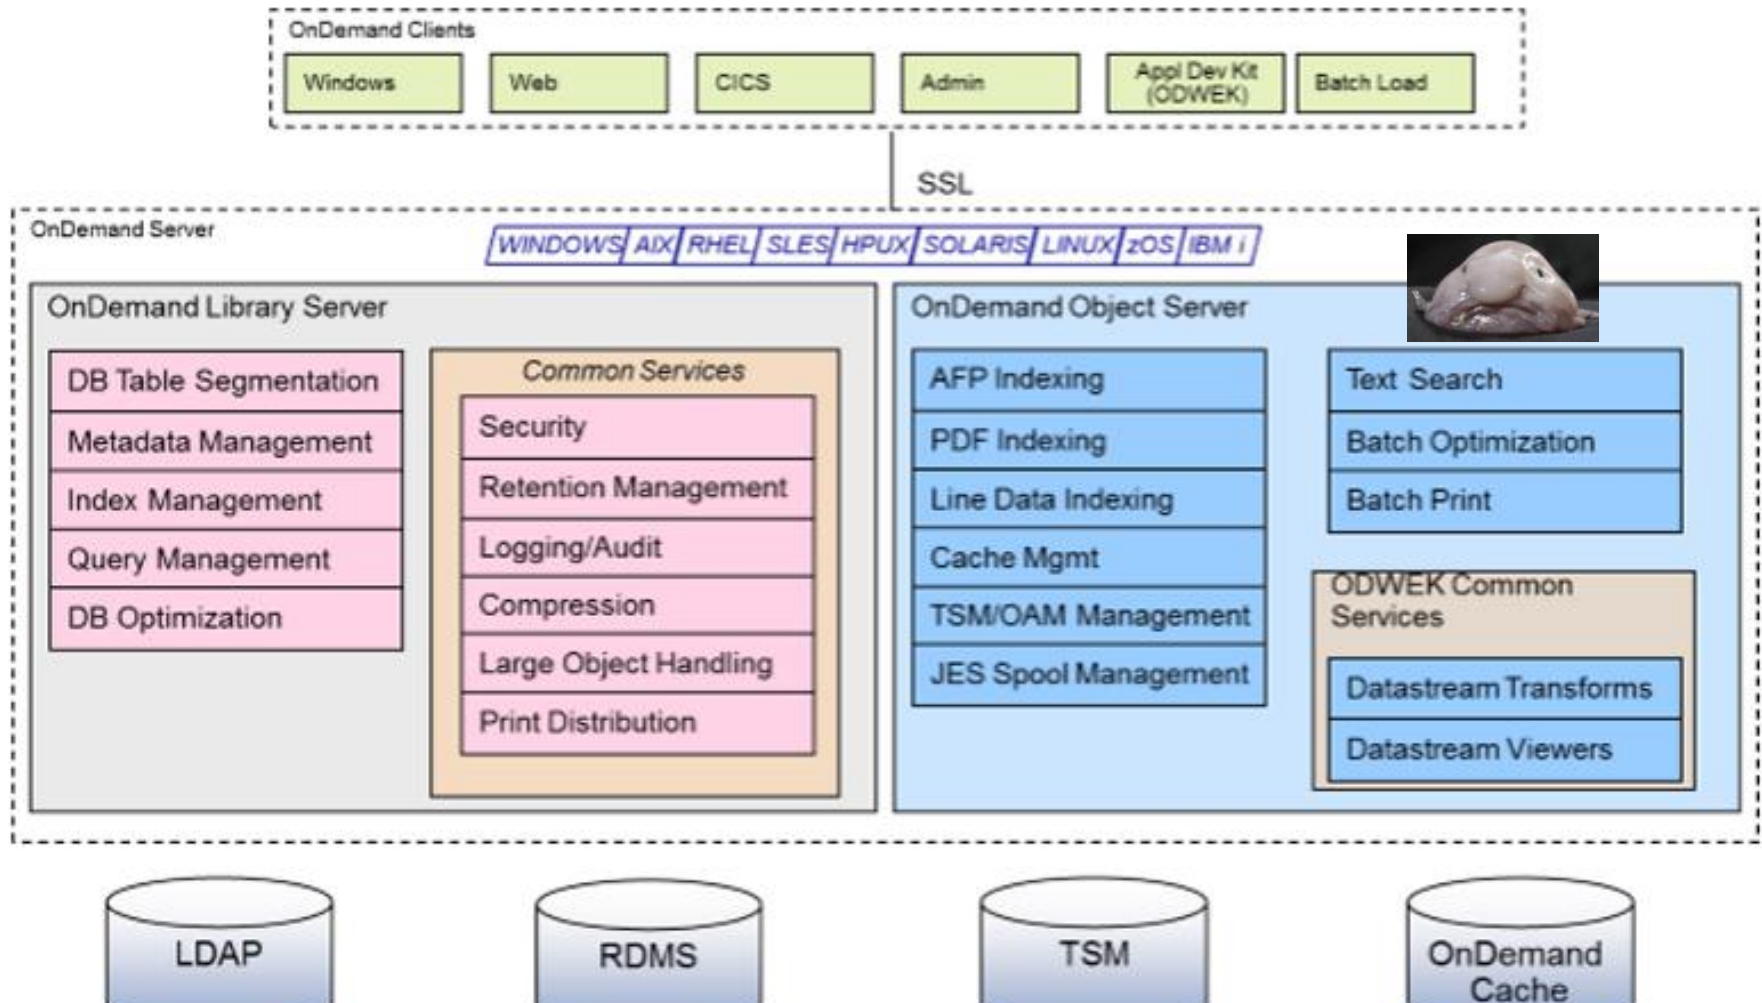 OnDemand Clients
Windows
Web
CICS
Admin
Appl Dev Kit
(ODWEK)
Batch Load
SSL
OnDemand Server
WINDOWS AIX RHEL SLES HPUX SOLARIS LINUX zOS IBM i
OnDemand Library Server
DB Table Segmentation
Metadata Management
Index Management
Query Management
DB Optimization
Common Services
Security
Retention Management
Logging/Audit
Compression
Large Object Handling
Print Distribution
OnDemand Object Server
AFP Indexing
PDF Indexing
Line Data Indexing
Cache Mgmt
TSM/OAM Management
JES Spool Management
Text Search
Batch Optimization
Batch Print
ODWEK Common
Services
Datastream Transforms
Datastream Viewers
LDAP
RDMS
TSM
OnDemand
Cache